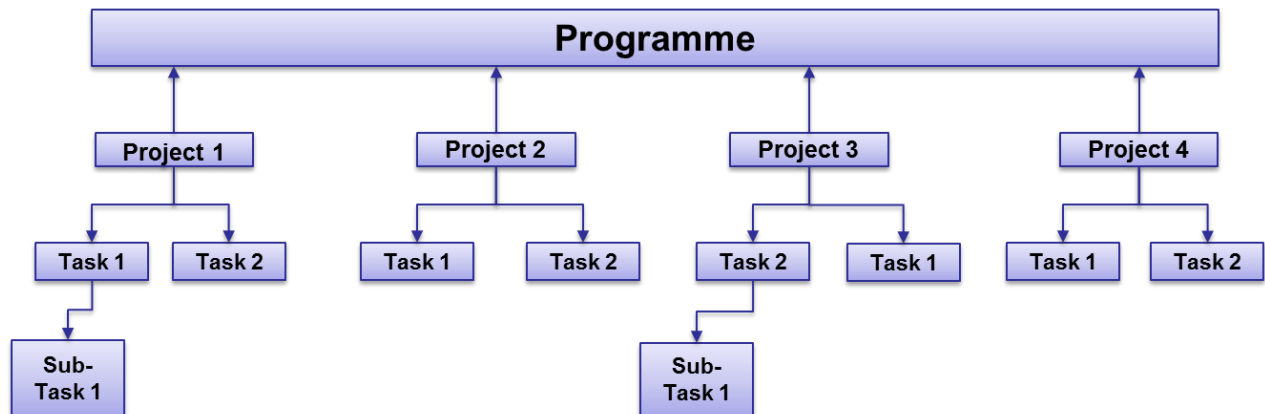 Programme
Project 1
Project 2
Project 3
Project 4
Task 1
Task 2
Task 1
Task 2
Task 2
Task 1
Task 1
Task 2
Sub-
Task 1
Sub-
Task 1